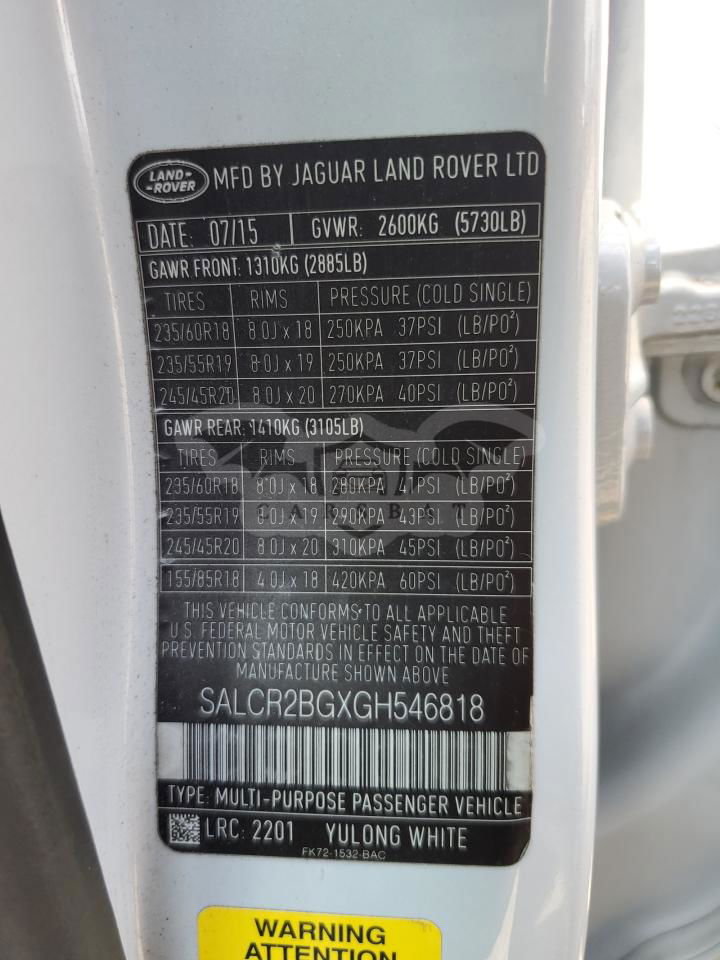 LAND-
-ROVER
MFD BY JAGUAR LAND ROVER LTD
DATE: 07/15 GVWR: 2600KG (5730LB)
GAWR FRONT: 1310KG (2885LB)
TIRES RIMS PRESSURE (COLD SINGLE)
235/60R18 8.0J x 18 250KPA 37PSI (LB/PO²)
235/55R19 8.0J x 19 250KPA 37PSI (LB/PO²)
245/45R20 8.0J x 20 270KPA 40PSI (LB/PO²)
GAWR REAR: 1410KG (3105LB)
TIRES RIMS PRESSURE (COLD SINGLE)
235/60R18 8.0J x 18 280KPA 41PSI (LB/PO²)
235/55R19 8.0J x 19 290KPA 43PSI (LB/PO²)
CARSBAT
245/45R20 8.0J x 20 310KPA 45PSI (LB/PO²)
155/85R18 4.0J x 18 420KPA 60PSI (LB/PO²)
THIS VEHICLE CONFORMS TO ALL APPLICABLE
U.S. FEDERAL MOTOR VEHICLE SAFETY AND THEFT
PREVENTION STANDARDS IN EFFECT ON THE DATE OF
MANUFACTURE SHOWN ABOVE
SALCR2BGXGH546818
TYPE: MULTI-PURPOSE PASSENGER VEHICLE
LRC: 2201 YULONG WHITE
FK72-1532-BAC
WARNING
ATTENTION